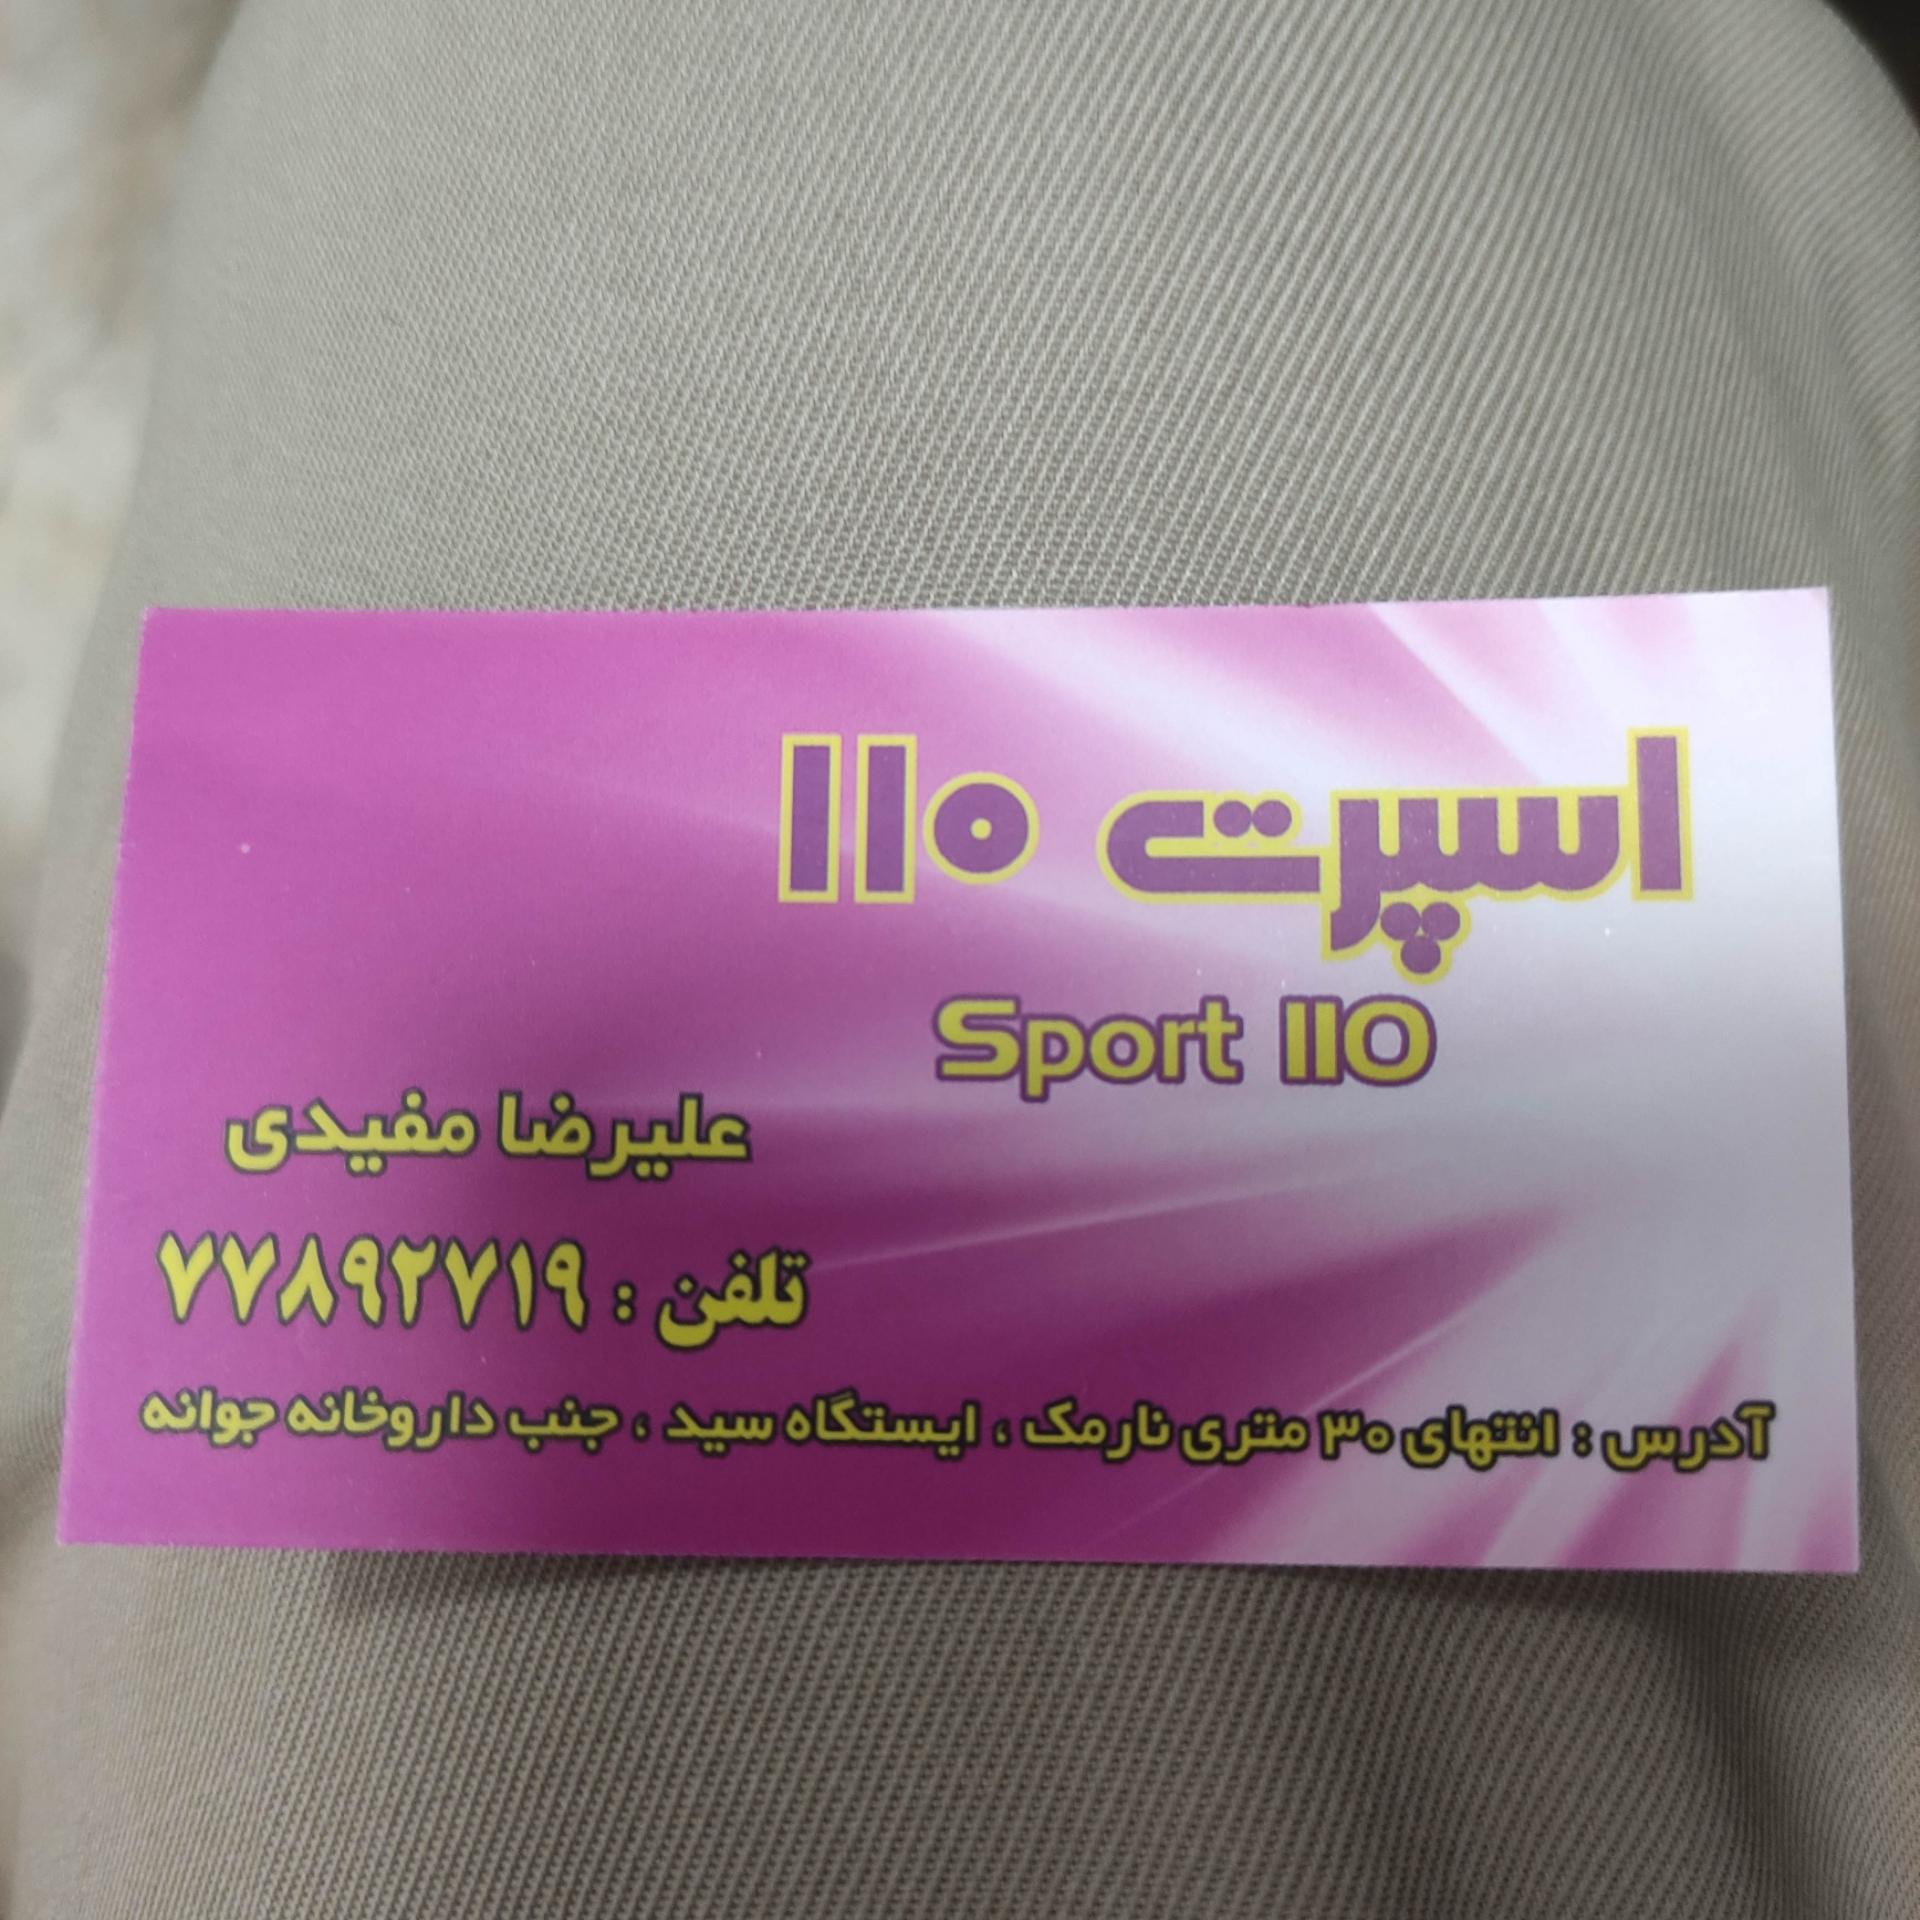 اسپرت ۱۱۰
Sport 110
علیرضا مفیدی
تلفن : ۷۷۸۹۲۷۱۹
آدرس : انتهای ۳۰ متری نارمک ، ایستگاه سید ، جنب داروخانه جوانه